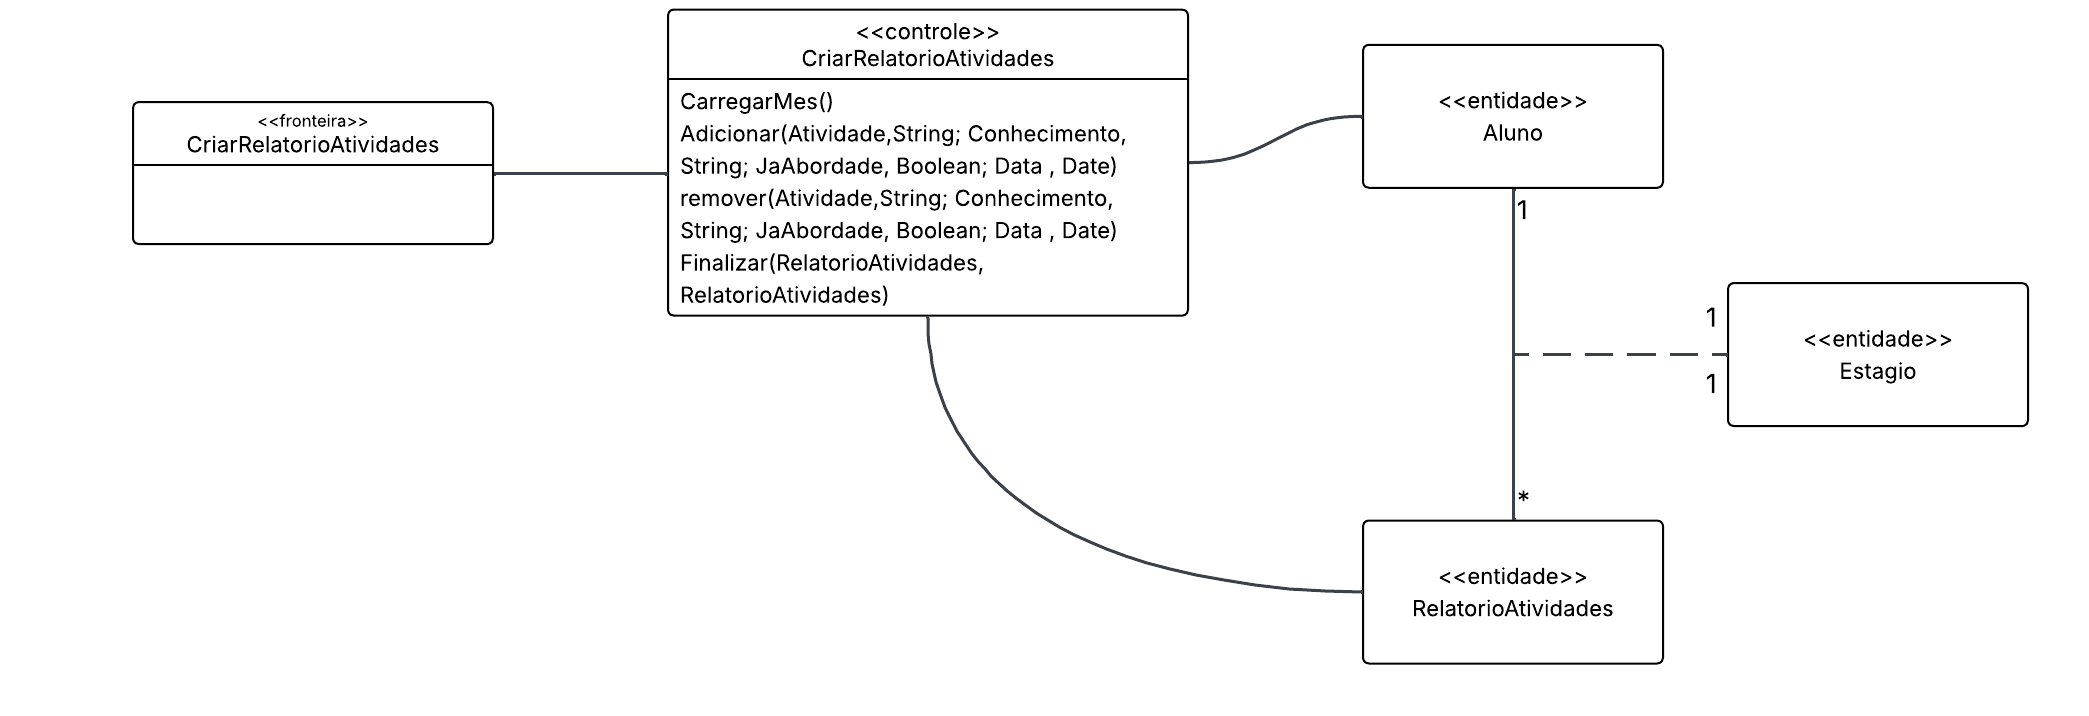 <<fronteira>>
CriarRelatorioAtividades
<<controle>>
CriarRelatorioAtividades
CarregarMes()
Adicionar(Atividade,String; Conhecimento,
String; JaAbordade, Boolean; Data , Date)
remover(Atividade,String; Conhecimento,
String; JaAbordade, Boolean; Data , Date)
Finalizar(RelatorioAtividades,
RelatorioAtividades)
<<entidade>>
Aluno
1
1
1
<<entidade>>
Estagio
*
<<entidade>>
RelatorioAtividades